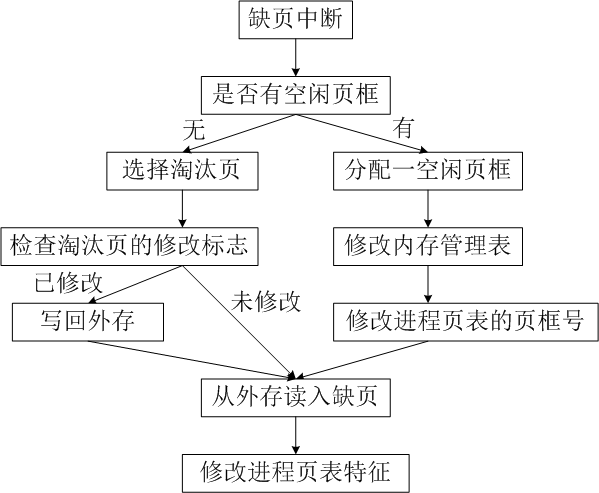 缺页中断
是否有空闲页框
无
有
选择淘汰页
分配一空闲页框
检查淘汰页的修改标志
修改内存管理表
已修改
未修改
写回外存
修改进程页表的页框号
从外存读入缺页
修改进程页表特征